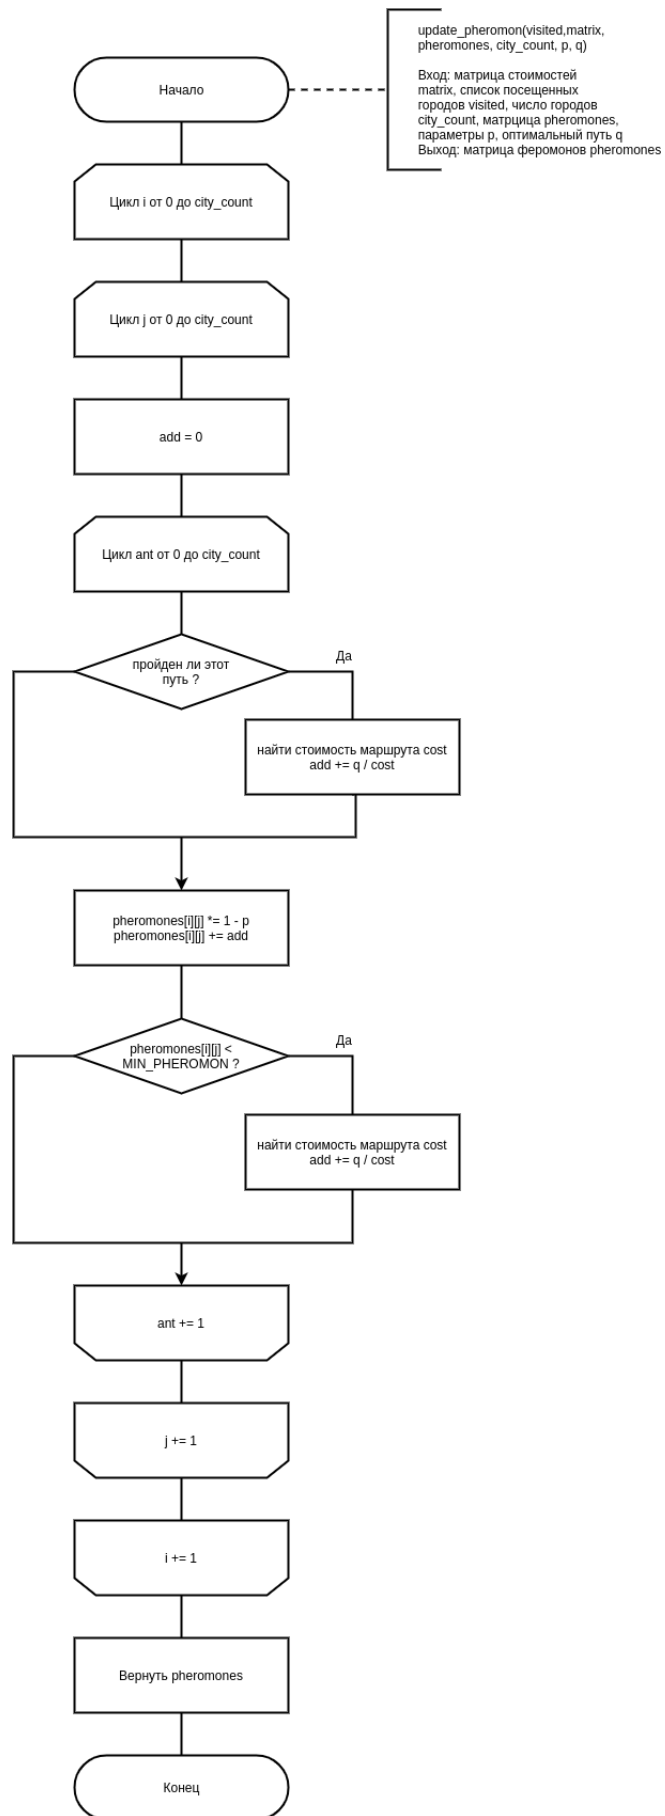 update_pheromon(visited,matrix,
pheromones, city_count, p, q)
Вход: матрица стоимостей
matrix, список посещенных
городов visited, число городов
city_count, матрцица pheromones,
параметры p, оптимальный путь q
Выход: матрица феромонов pheromones
Начало
Цикл i от 0 до city_count
Цикл j от 0 до city_count
add = 0
Цикл ant от 0 до city_count
пройден ли этот
путь ?
Да
найти стоимость маршрута cost
add += q / cost
pheromones[i][j] *= 1 - p
pheromones[i][j] += add
pheromones[i][j] <
MIN_PHEROMON ?
Да
найти стоимость маршрута cost
add += q / cost
ant += 1
j += 1
i += 1
Вернуть pheromones
Конец